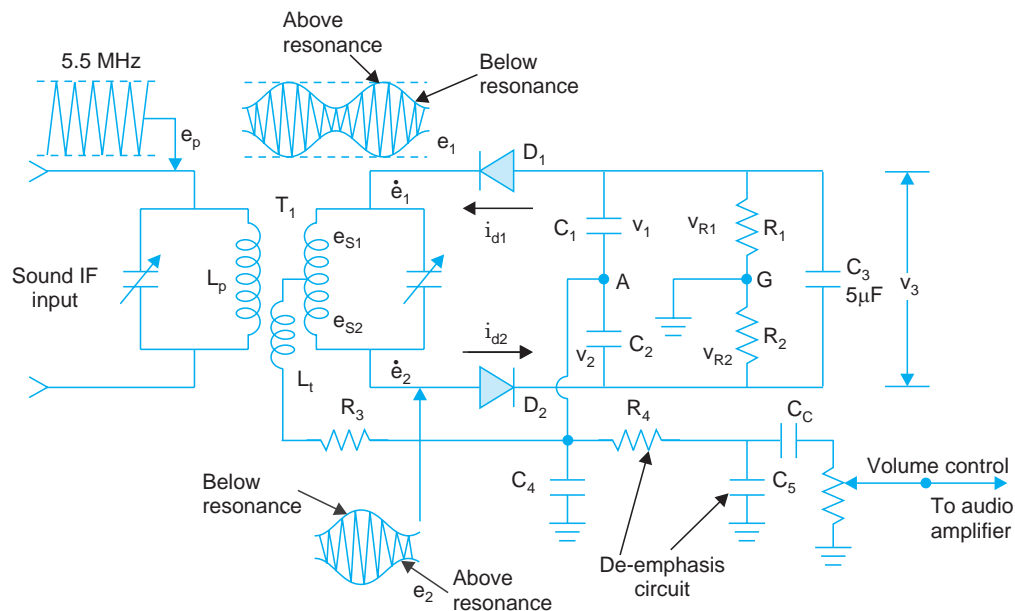 Above
resonance
Below
resonance
5.5 MHz
e_p
e_1
D_1
T_1
ė_1
i_d1
e_S1
C_1
v_1
v_R1
R_1
Sound IF
input
L_p
A
G
C_3
5μF
v_3
e_S2
i_d2
v_2
C_2
v_R2
R_2
L_t
ė_2
D_2
R_3
R_4
C_C
Volume control
To audio
amplifier
C_4
C_5
Below
resonance
De-emphasis
circuit
Above
resonance
e_2